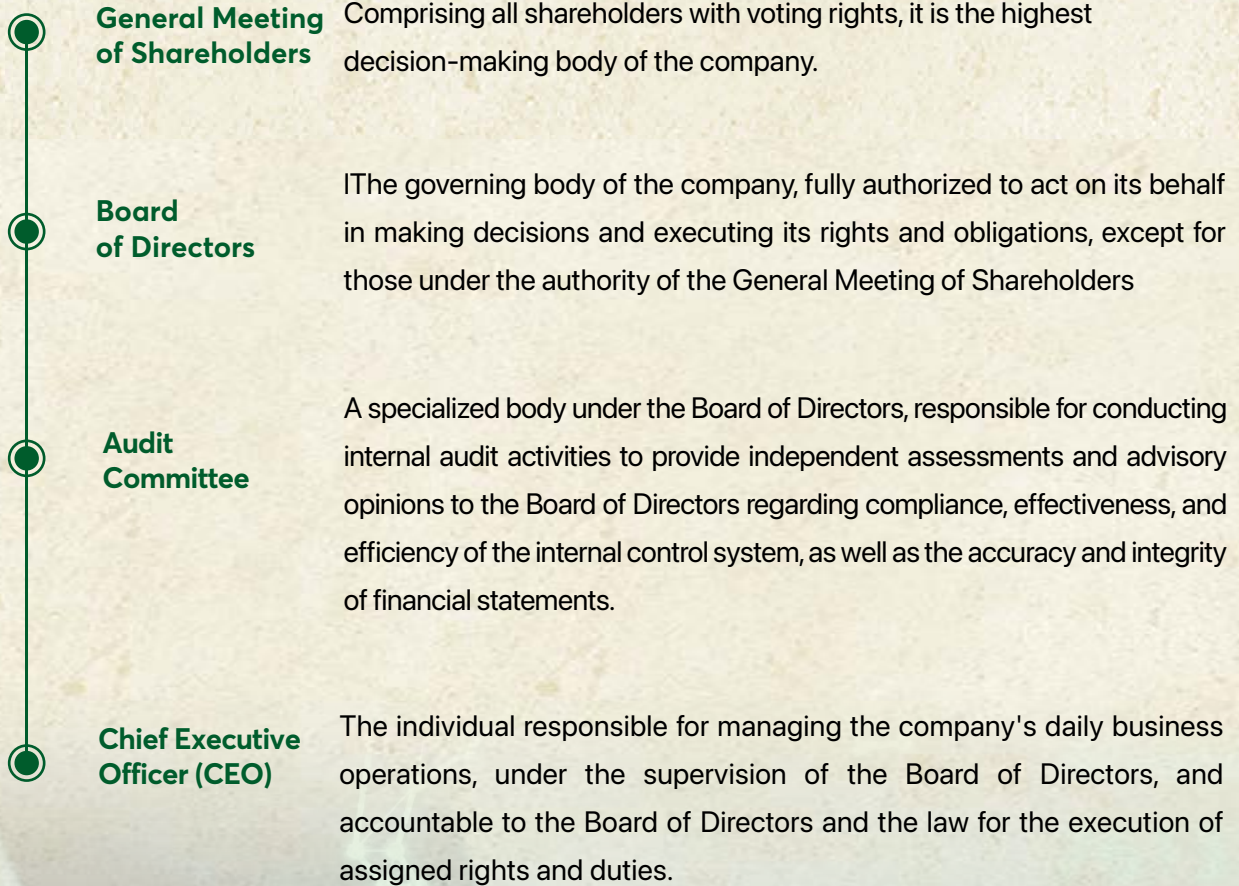 General Meeting
of Shareholders
Comprising all shareholders with voting rights, it is the highest
decision-making body of the company.
Board
of Directors
lThe governing body of the company, fully authorized to act on its behalf
in making decisions and executing its rights and obligations, except for
those under the authority of the General Meeting of Shareholders
Audit
Committee
A specialized body under the Board of Directors, responsible for conducting
internal audit activities to provide independent assessments and advisory
opinions to the Board of Directors regarding compliance, effectiveness, and
efficiency of the internal control system, as well as the accuracy and integrity
of financial statements.
Chief Executive
Officer (CEO)
The individual responsible for managing the company's daily business
operations, under the supervision of the Board of Directors, and
accountable to the Board of Directors and the law for the execution of
assigned rights and duties.